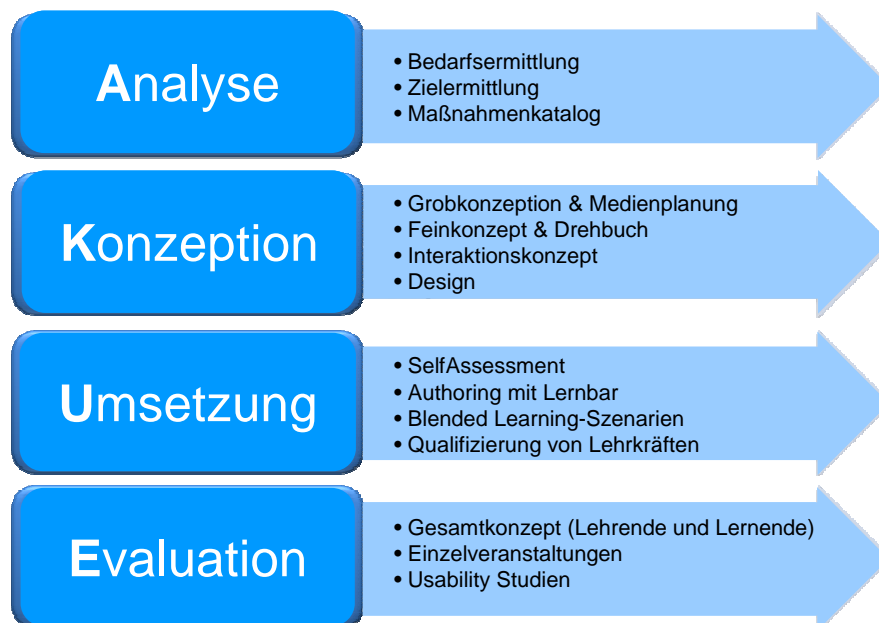 Analyse
• Bedarfsermittlung
• Zielermittlung
• Maßnahmenkatalog
Konzeption
• Grobkonzeption & Medienplanung
• Feinkonzept & Drehbuch
• Interaktionskonzept
• Design
Umsetzung
• SelfAssessment
• Authoring mit Lernbar
• Blended Learning-Szenarien
• Qualifizierung von Lehrkräften
Evaluation
• Gesamtkonzept (Lehrende und Lernende)
• Einzelveranstaltungen
• Usability Studien